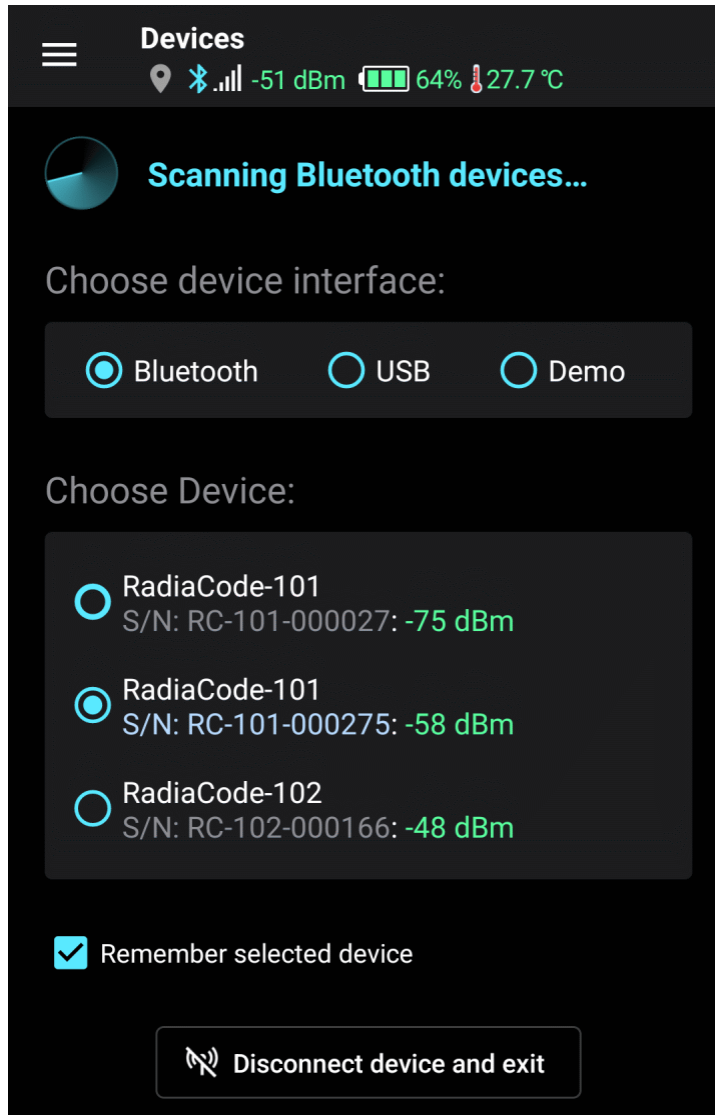 Devices
-51 dBm 64% 27.7 °C
Scanning Bluetooth devices...
Choose device interface:
Bluetooth USB Demo
Choose Device:
RadiaCode-101
S/N: RC-101-000027: -75 dBm
RadiaCode-101
S/N: RC-101-000275: -58 dBm
RadiaCode-102
S/N: RC-102-000166: -48 dBm
Remember selected device
Disconnect device and exit